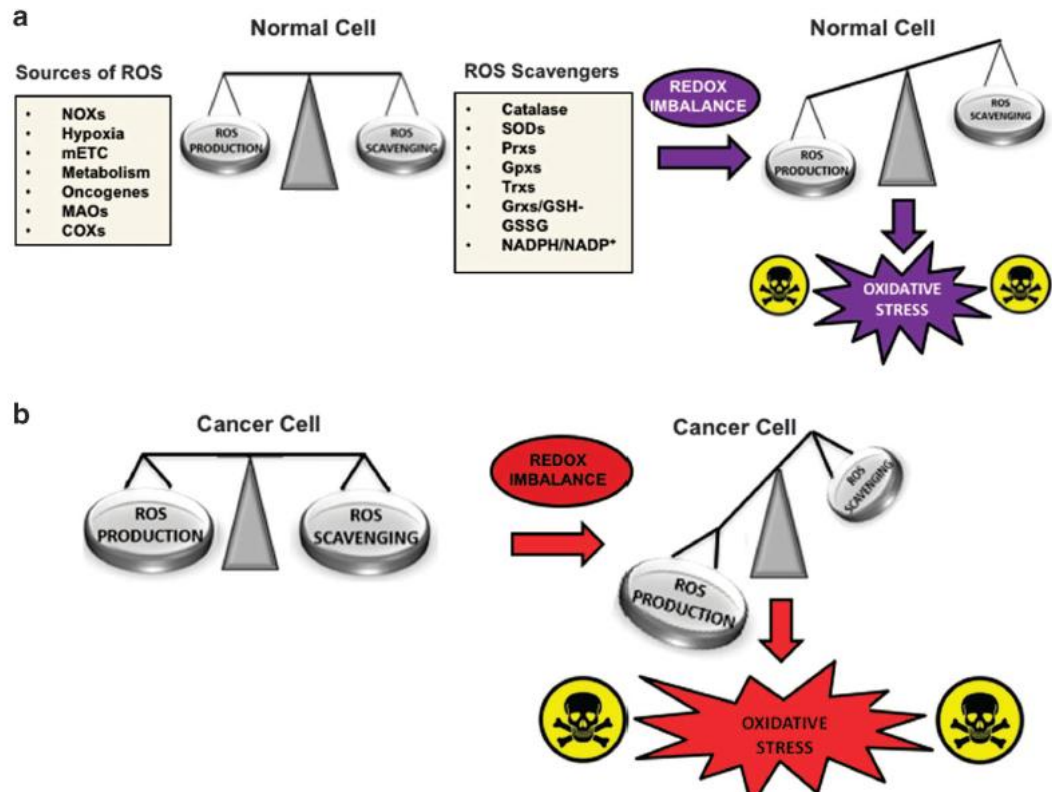 a
Normal Cell
Sources of ROS
• NOXs
• Hypoxia
• mETC
• Metabolism
• Oncogenes
• MAOs
• COXs
ROS
PRODUCTION
ROS
SCAVENGING
ROS Scavengers
• Catalase
• SODs
• Prxs
• Gpxs
• Trxs
• Grxs/GSH-
GSSG
• NADPH/NADP⁺
REDOX
IMBALANCE
Normal Cell
ROS
PRODUCTION
ROS
SCAVENGING
OXIDATIVE
STRESS
b
Cancer Cell
ROS
PRODUCTION
ROS
SCAVENGING
REDOX
IMBALANCE
Cancer Cell
ROS
PRODUCTION
ROS
SCAVENGING
OXIDATIVE
STRESS